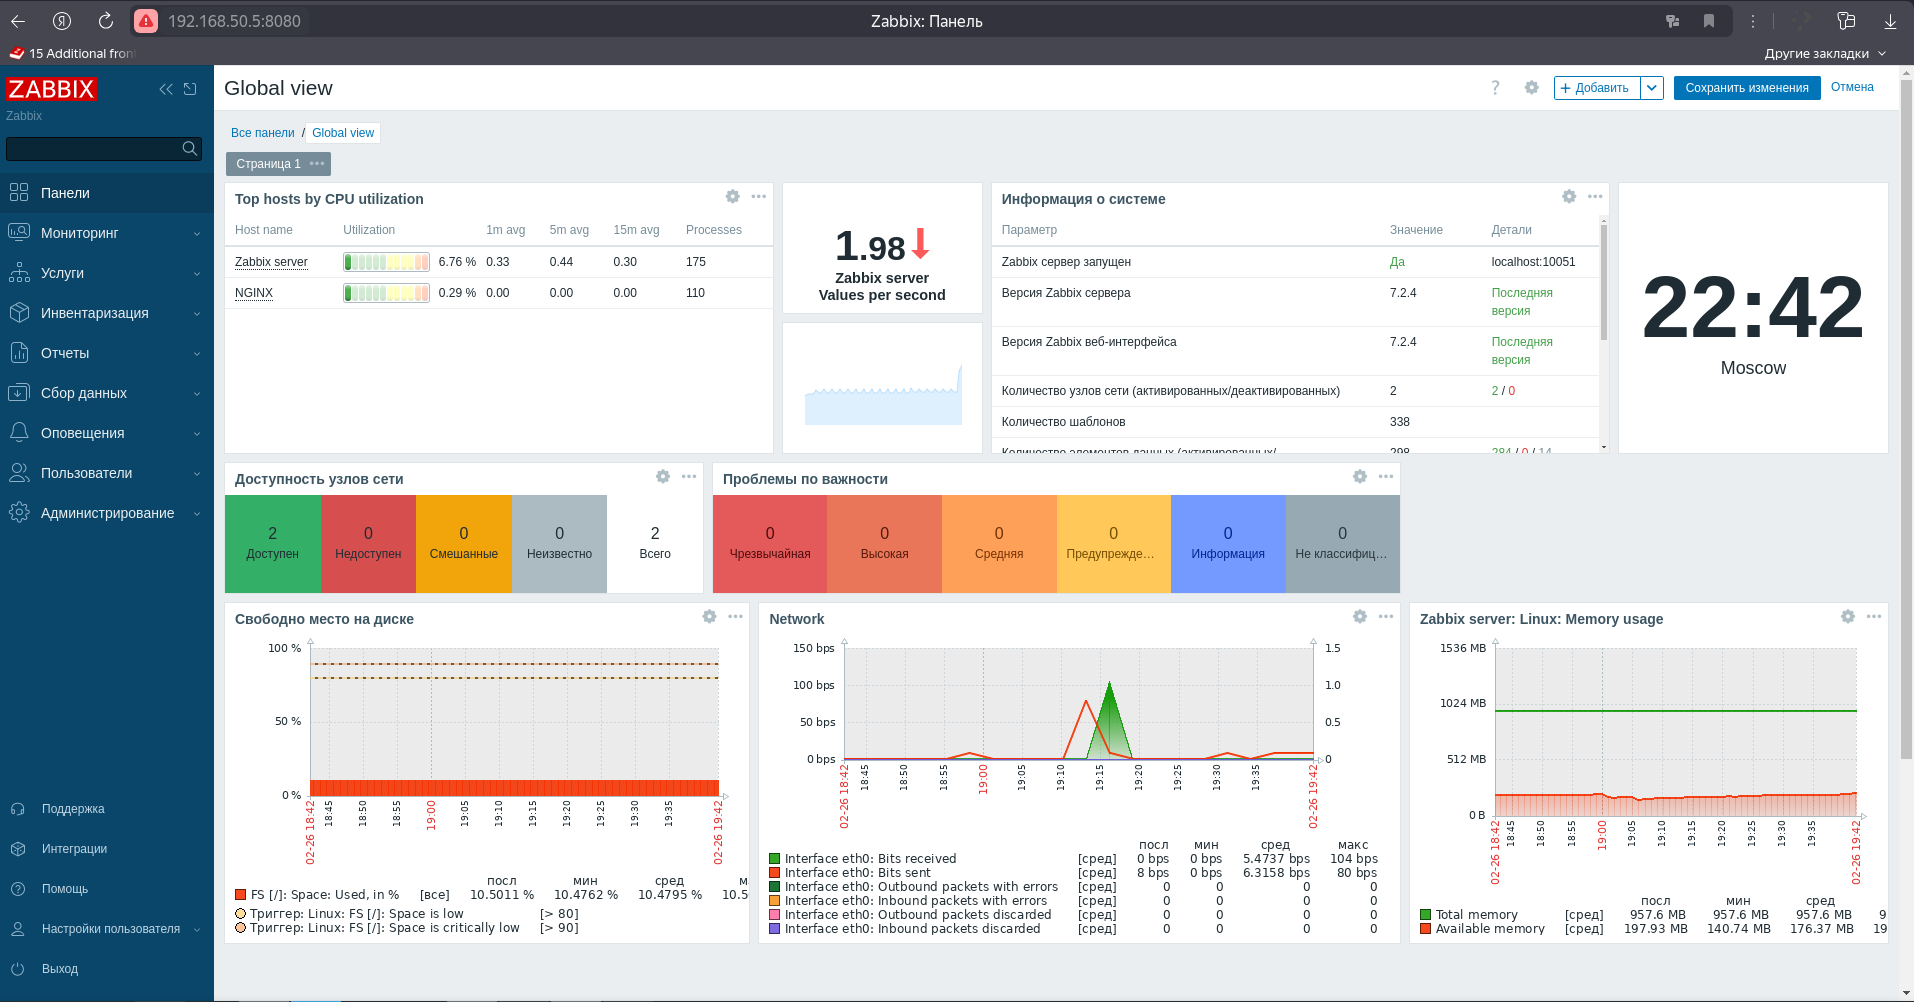 192.168.50.5:8080
Zabbix: Панель
15 Additional fron
Другие закладки
ZABBIX
Zabbix
Панели
Мониторинг
Услуги
Инвентаризация
Отчеты
Сбор данных
Оповещения
Пользователи
Администрирование
Поддержка
Интеграции
Помощь
Настройки пользователя
Выход
Global view
? + Добавить Сохранить изменения Отмена
Все панели / Global view
Страница 1
Top hosts by CPU utilization
Host name Utilization 1m avg 5m avg 15m avg Processes
Zabbix server 6.76 % 0.33 0.44 0.30 175
NGINX 0.29 % 0.00 0.00 0.00 110
1.98
Zabbix server
Values per second
Информация о системе
Параметр Значение Детали
Zabbix сервер запущен Да localhost:10051
Версия Zabbix сервера 7.2.4 Последняя
версия
Версия Zabbix веб-интерфейса 7.2.4 Последняя
версия
Количество узлов сети (активированных/деактивированных) 2 2 / 0
Количество шаблонов 338
Количество элементов данных (активированных/ 298 284 / 0 / 14
22:42
Moscow
Доступность узлов сети
2 0 0 0 2
Доступен Недоступен Смешанные Неизвестно Всего
Проблемы по важности
0 0 0 0 0 0
Чрезвычайная Высокая Средняя Предупрежде... Информация Не классифиц...
Свободно место на диске
100 %
50 %
0 %
02-26 18:42 18:45 18:50 18:55 19:00 19:05 19:10 19:15 19:20 19:25 19:30 19:35 02-26 19:42
посл мин сред м
FS [/]: Space: Used, in % [все] 10.5011 % 10.4762 % 10.4795 % 10.5
Триггер: Linux: FS [/]: Space is low [> 80]
Триггер: Linux: FS [/]: Space is critically low [> 90]
Network
150 bps 1.5
100 bps 1.0
50 bps 0.5
0 bps 0
02-26 18:42 18:45 18:50 18:55 19:00 19:05 19:10 19:15 19:20 19:25 19:30 19:35 02-26 19:42
посл мин сред макс
Interface eth0: Bits received [сред] 0 bps 0 bps 5.4737 bps 104 bps
Interface eth0: Bits sent [сред] 8 bps 0 bps 6.3158 bps 80 bps
Interface eth0: Outbound packets with errors [сред] 0 0 0 0
Interface eth0: Inbound packets with errors [сред] 0 0 0 0
Interface eth0: Outbound packets discarded [сред] 0 0 0 0
Interface eth0: Inbound packets discarded [сред] 0 0 0 0
Zabbix server: Linux: Memory usage
1536 MB
1024 MB
512 MB
0 B
02-26 18:42 18:45 18:50 18:55 19:00 19:05 19:10 19:15 19:20 19:25 19:30 19:35 02-26 19:42
посл мин сред
Total memory [сред] 957.6 MB 957.6 MB 957.6 MB 9
Available memory [сред] 197.93 MB 140.74 MB 176.37 MB 19